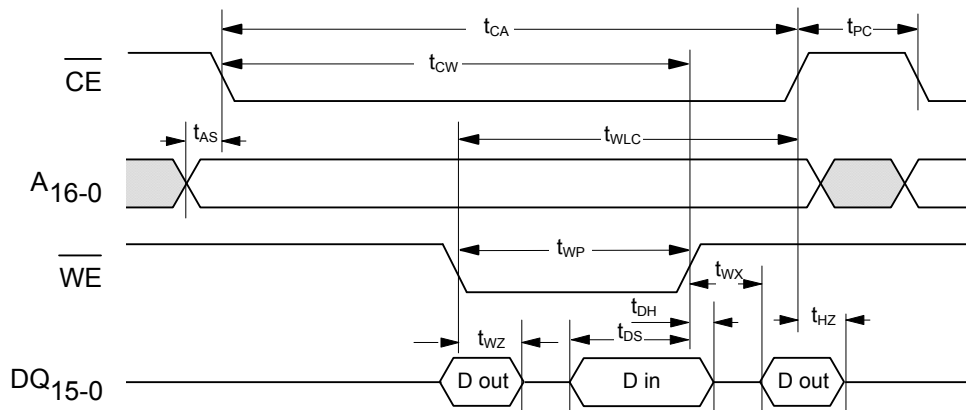 tCA
tPC
CE
tCW
tAS
tWLC
A16-0
WE
tWP
tWX
tDH
tHZ
tWZ
tDS
DQ15-0
D out
D in
D out